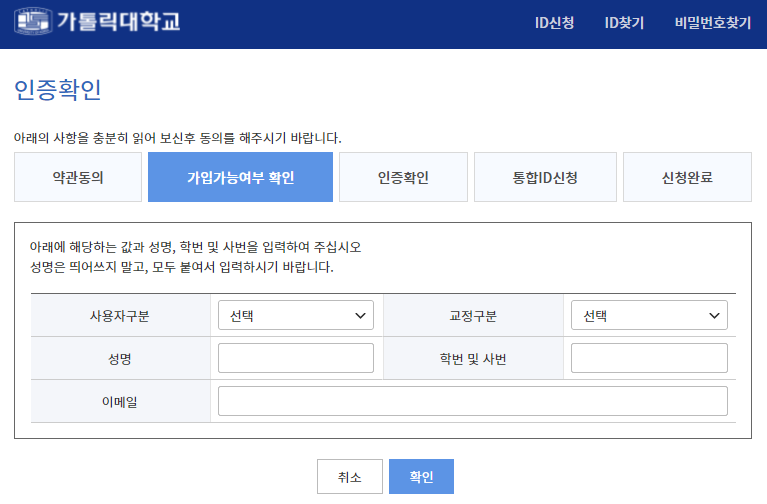 가톨릭대학교
ID신청 ID찾기 비밀번호찾기
인증확인
아래의 사항을 충분히 읽어 보신후 동의를 해주시기 바랍니다.
약관동의 가입가능여부 확인 인증확인 통합ID신청 신청완료
아래에 해당하는 값과 성명, 학번 및 사번을 입력하여 주십시오
성명은 띄어쓰지 말고, 모두 붙여서 입력하시기 바랍니다.
사용자구분 선택 교정구분 선택
성명 학번 및 사번
이메일
취소 확인